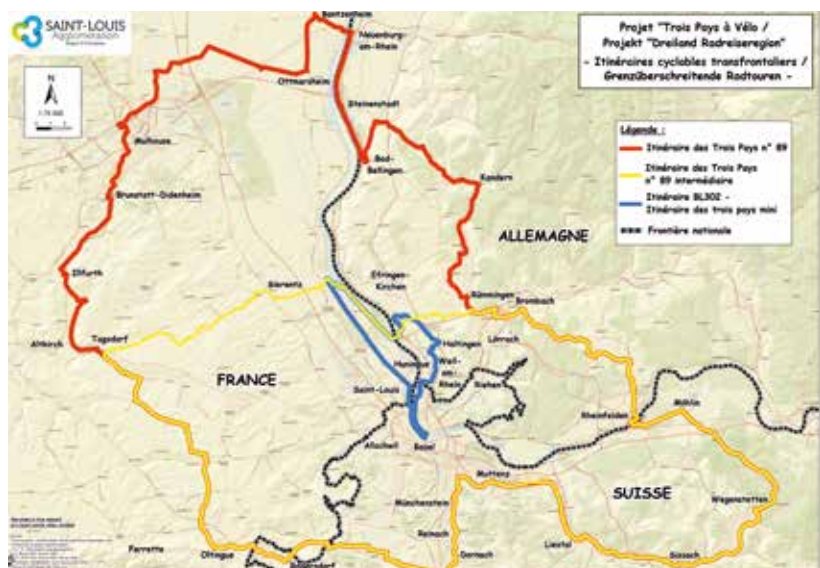 SAINT-LOUIS
Agglomération
Projet "Trois Pays à Vélo /
Projekt "Dreiland Radreiseregion"
- Itinéraires cyclables transfrontaliers /
Grenzüberschreitende Radtouren -
N
Légende :
Itinéraire des Trois Pays n° 89
Itinéraire des Trois Pays
n° 89 intermédiaire
Itinéraire BL302 -
Itinéraire des trois pays mini
Frontière nationale
Bantzenheim
Neuenburg-
am-Rhein
Ottmarsheim
Steinenstadt
Mulhouse
Bad-
Bellingen
Kandern
Brunstatt-Didenheim
ALLEMAGNE
Illfurth
Sierentz
Efringen-
Kirchen
Rümmingen
Brombach
Altkirch
Tagsdorf
Haltingen
Lörrach
Huningue
Weil-
am-
Rhein
Riehen
FRANCE
Saint-Louis
Rheinfelden
Möhlin
Allschwil
Basel
Muttenz
SUISSE
Wegenstetten
Münchenstein
Reinach
Ferrette
Oltingue
Dornach
Liestal
Sissach